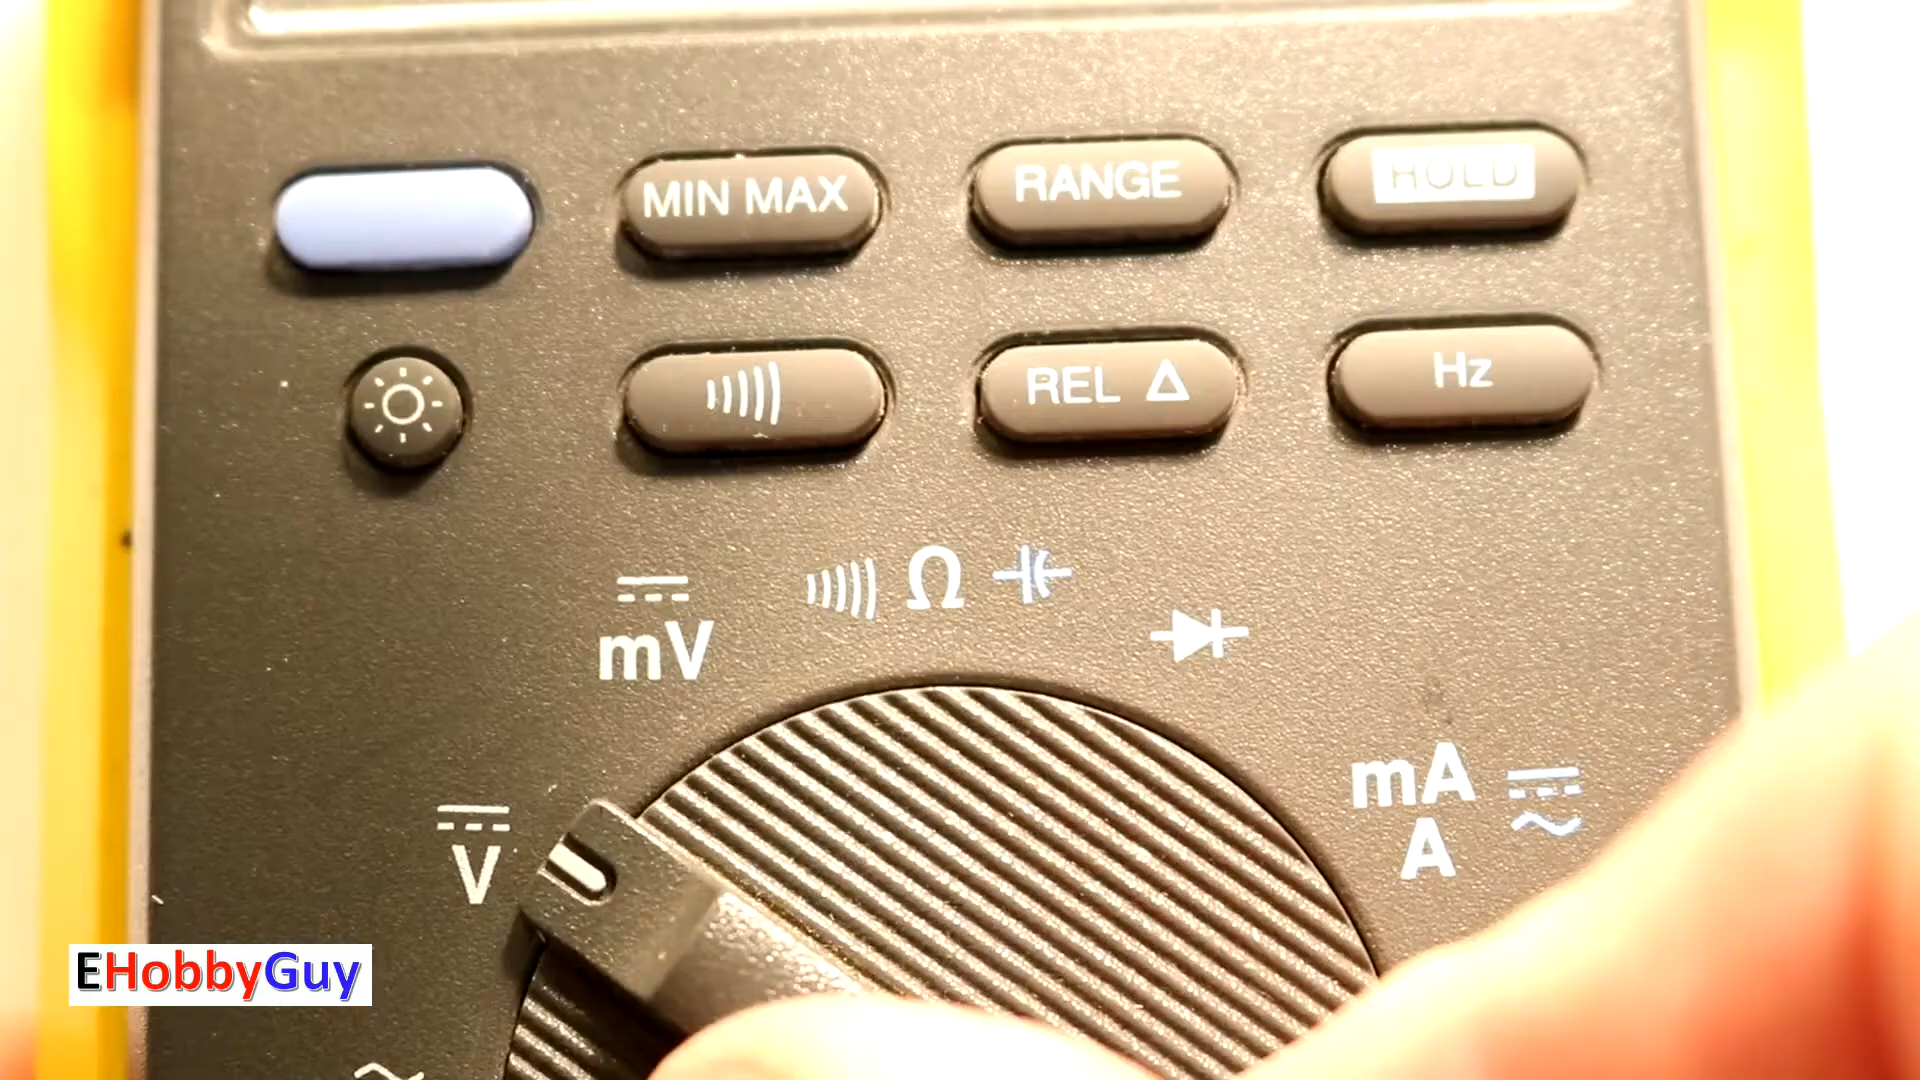 MIN MAX
RANGE
HOLD
REL Δ
Hz
mV
Ω
V
mA
A
EHobbyGuy